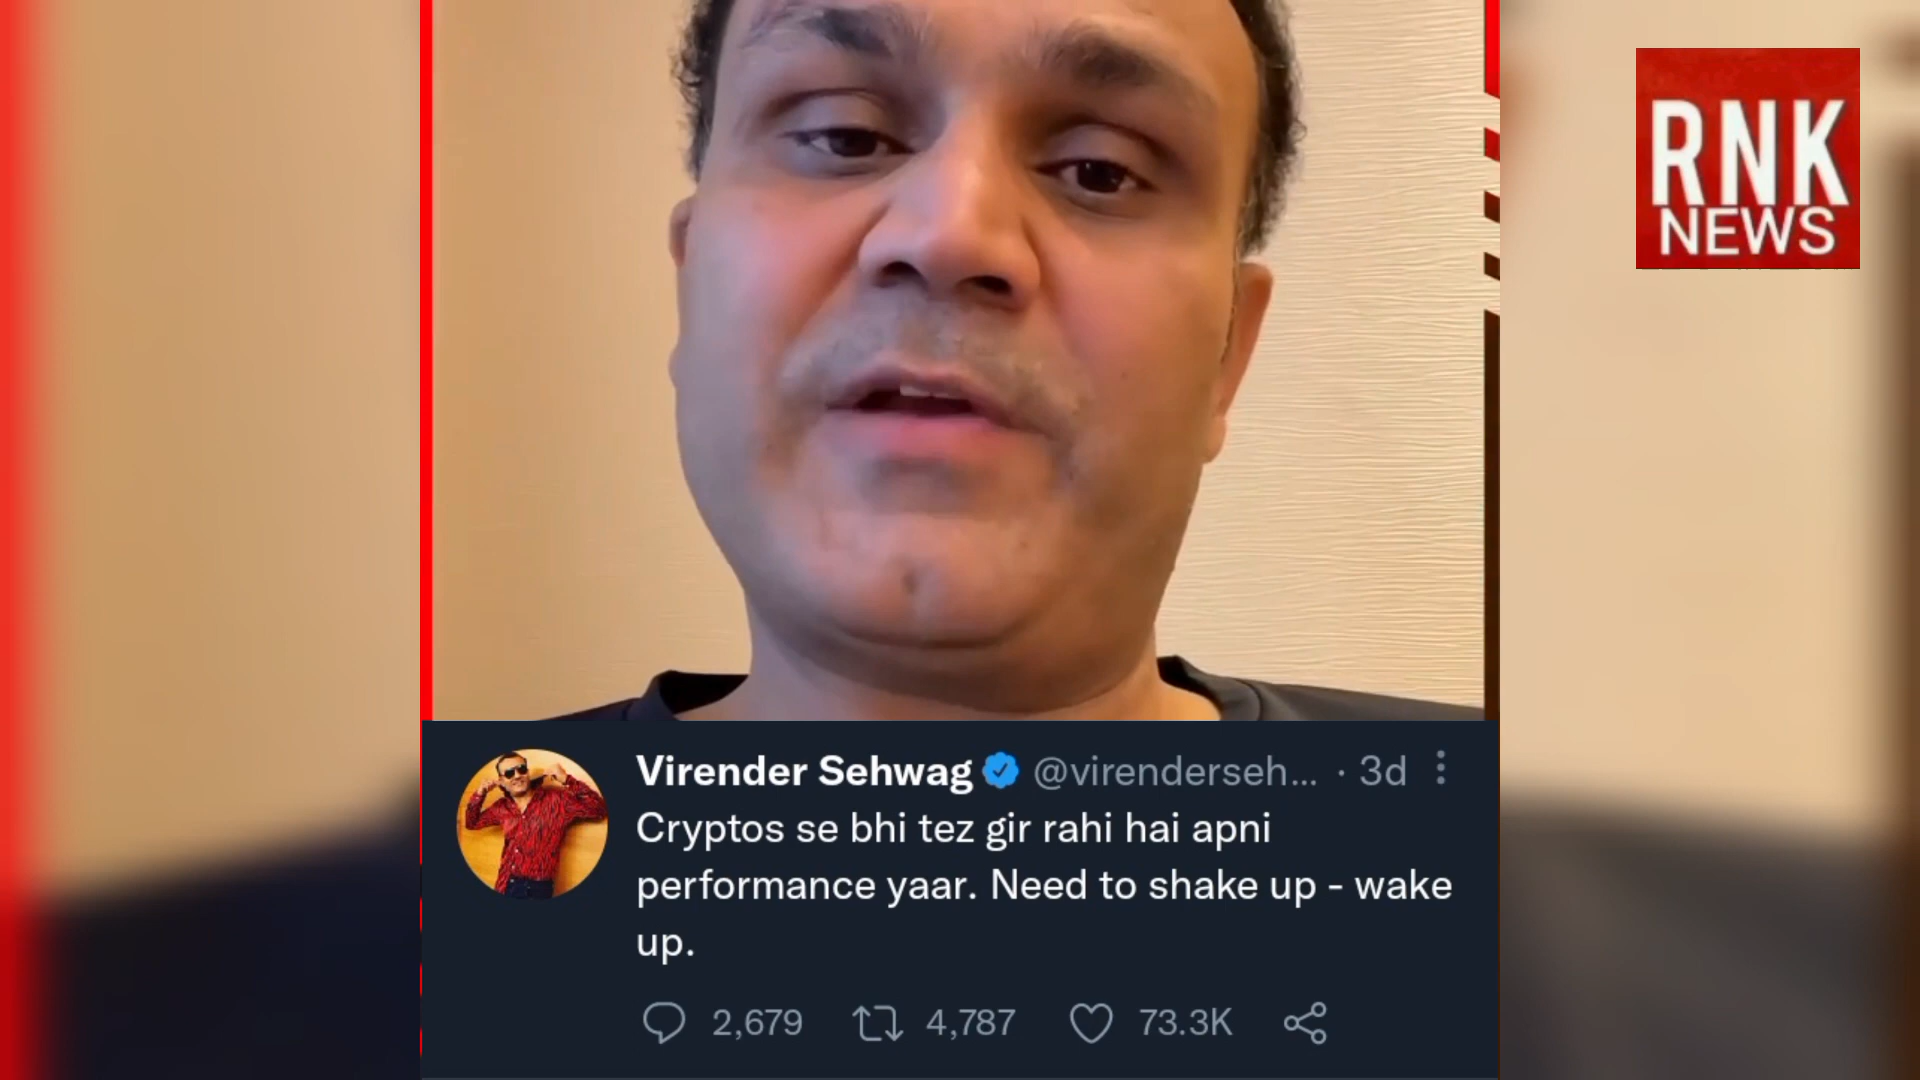 RNK
NEWS
Virender Sehwag @virenderseh... · 3d
Cryptos se bhi tez gir rahi hai apni
performance yaar. Need to shake up - wake
up.
2,679 4,787 73.3K